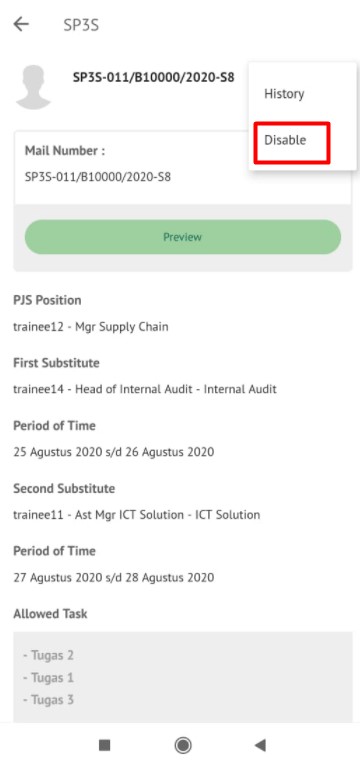 SP3S
SP3S-011/B10000/2020-S8
History
Disable
Mail Number :
SP3S-011/B10000/2020-S8
Preview
PJS Position
trainee12 - Mgr Supply Chain
First Substitute
trainee14 - Head of Internal Audit - Internal Audit
Period of Time
25 Agustus 2020 s/d 26 Agustus 2020
Second Substitute
trainee11 - Ast Mgr ICT Solution - ICT Solution
Period of Time
27 Agustus 2020 s/d 28 Agustus 2020
Allowed Task
- Tugas 2
- Tugas 1
- Tugas 3